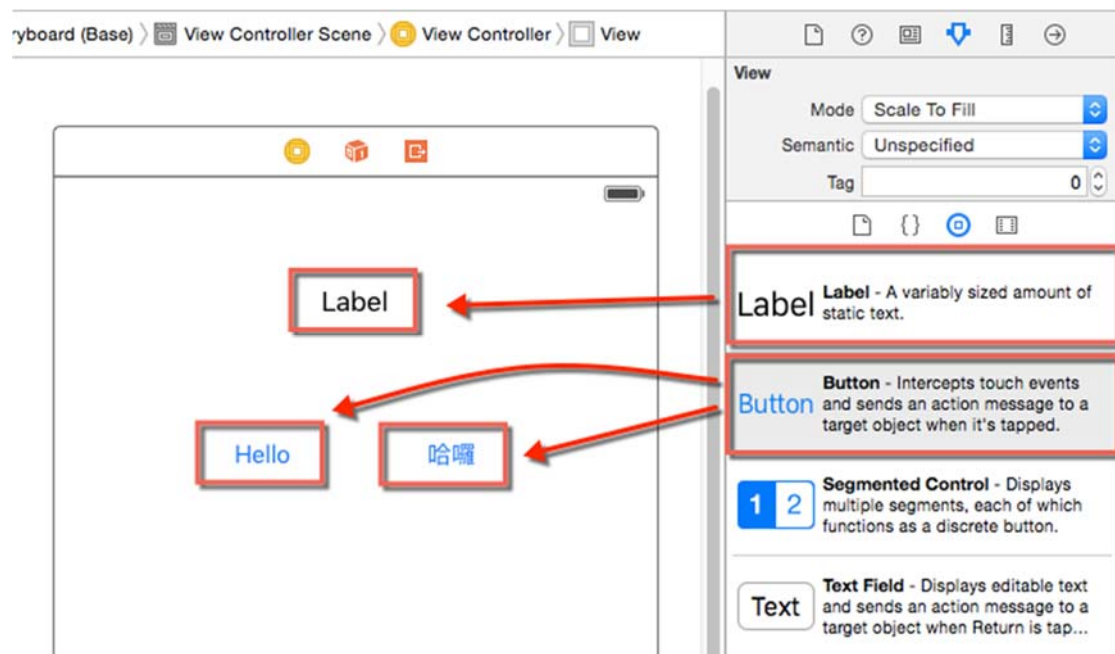 ryboard (Base) 〉 View Controller Scene 〉 View Controller 〉 View
View
Mode Scale To Fill
Semantic Unspecified
Tag 0
Label
Hello
哈囉
Label Label - A variably sized amount of
static text.
Button Button - Intercepts touch events
and sends an action message to a
target object when it's tapped.
1 2 Segmented Control - Displays
multiple segments, each of which
functions as a discrete button.
Text Text Field - Displays editable text
and sends an action message to a
target object when Return is tap...